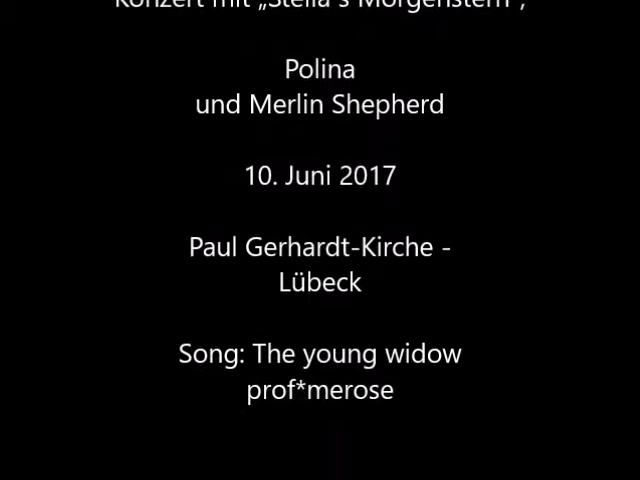 Konzert mit „Stella's Morgenstern",
Polina
und Merlin Shepherd
10. Juni 2017
Paul Gerhardt-Kirche -
Lübeck
Song: The young widow
prof*merose